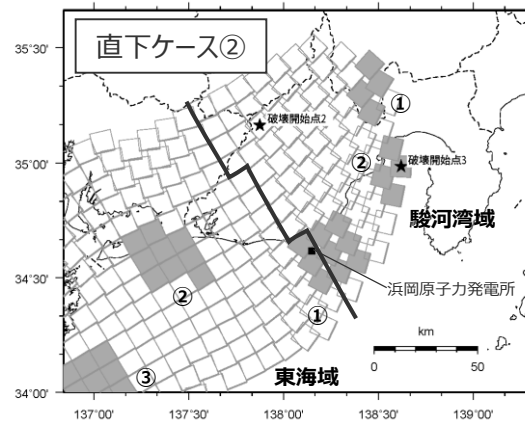 直下ケース②
35°30'
35°00'
34°30'
34°00'
137°00'
137°30'
138°00'
138°30'
139°00'
★破壊開始点2
①
②
★破壊開始点3
駿河湾域
浜岡原子力発電所
②
①
③
東海域
km
0
50